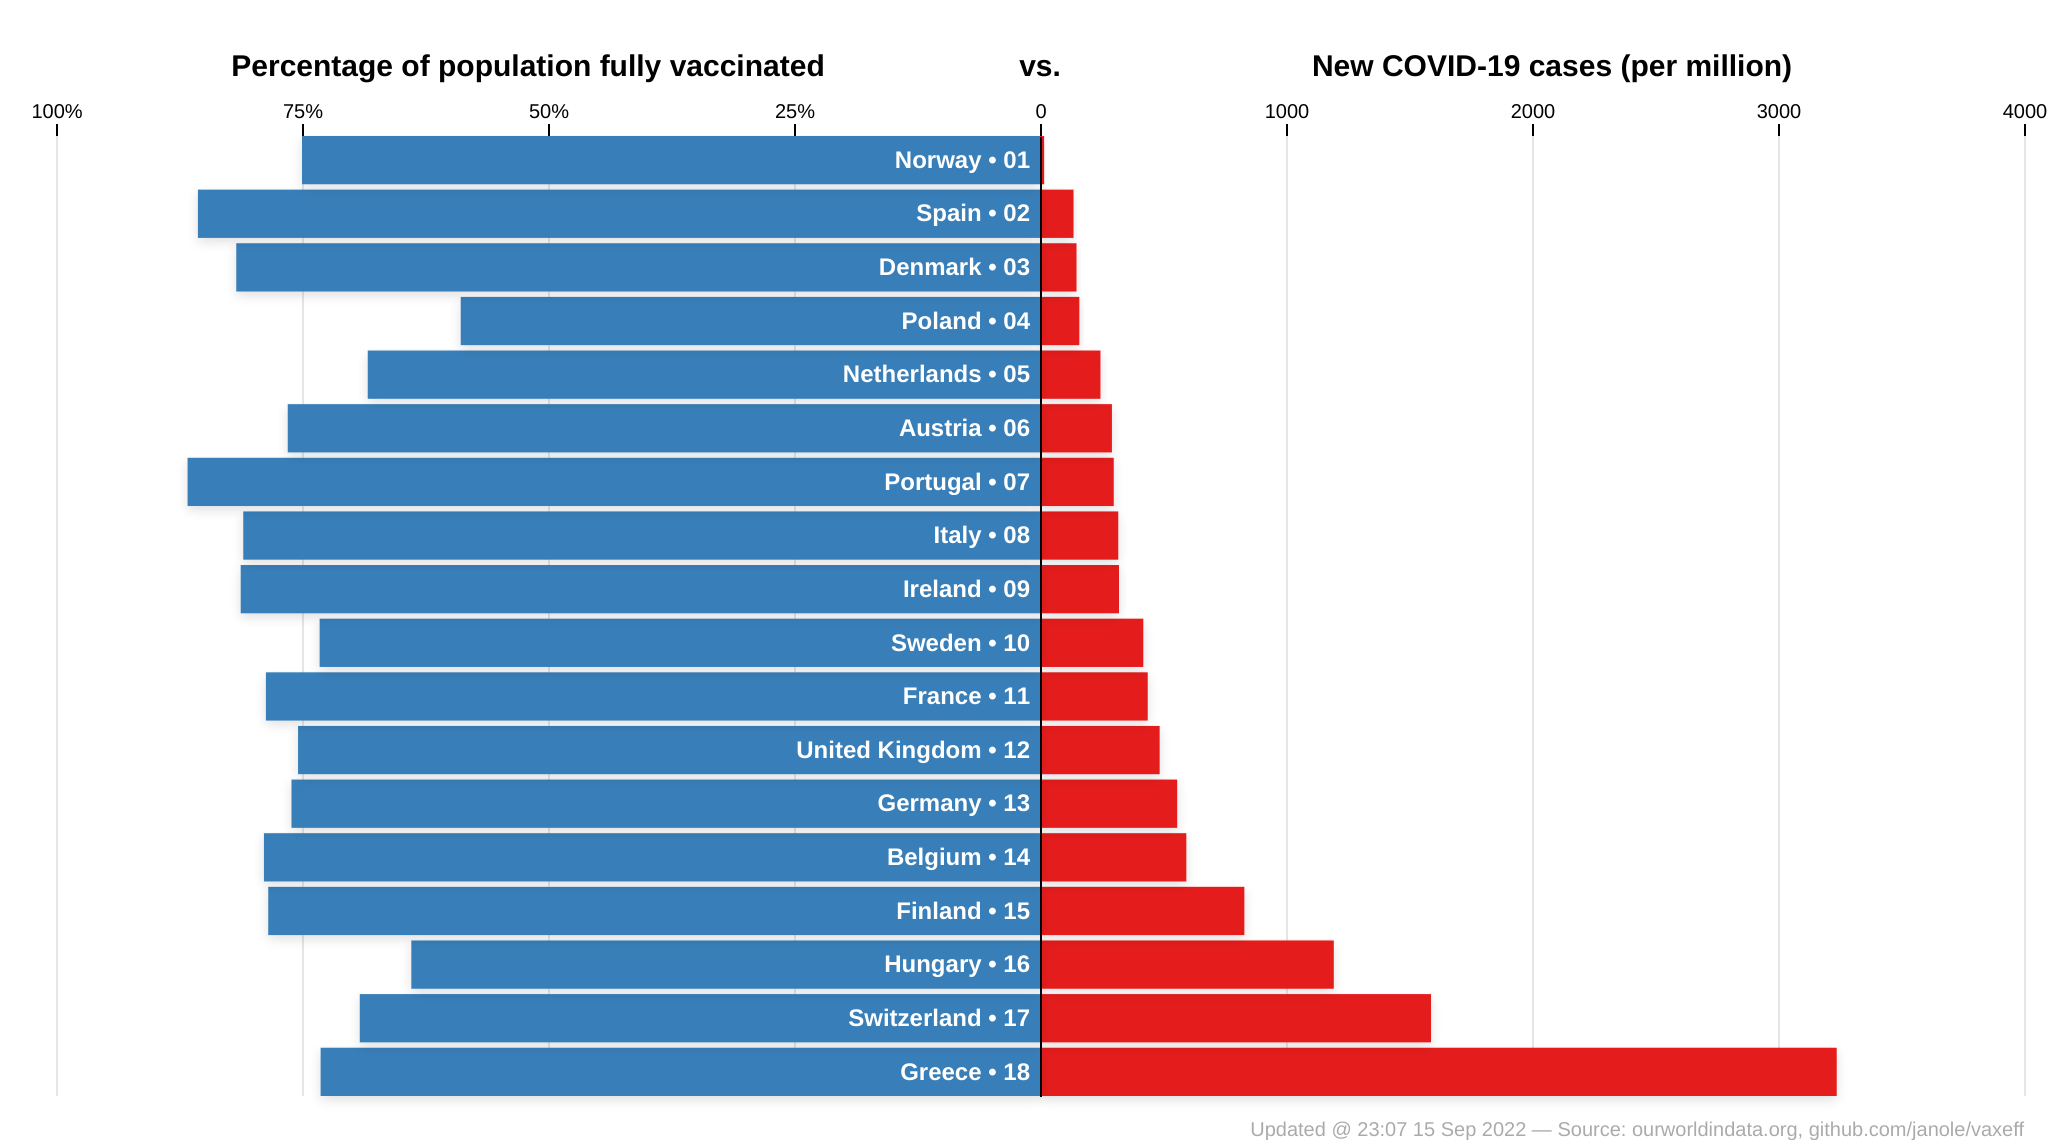 Percentage of population fully vaccinated vs. New COVID-19 cases (per million)
100% 75% 50% 25% 0 1000 2000 3000 4000
Norway • 01
Spain • 02
Denmark • 03
Poland • 04
Netherlands • 05
Austria • 06
Portugal • 07
Italy • 08
Ireland • 09
Sweden • 10
France • 11
United Kingdom • 12
Germany • 13
Belgium • 14
Finland • 15
Hungary • 16
Switzerland • 17
Greece • 18
Updated @ 23:07 15 Sep 2022 — Source: ourworldindata.org, github.com/janole/vaxeff